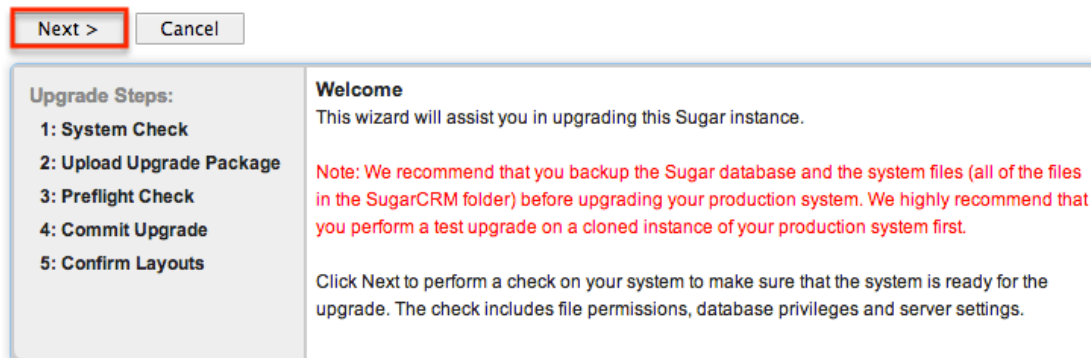 Next >
Cancel
Upgrade Steps:
1: System Check
2: Upload Upgrade Package
3: Preflight Check
4: Commit Upgrade
5: Confirm Layouts
Welcome
This wizard will assist you in upgrading this Sugar instance.
Note: We recommend that you backup the Sugar database and the system files (all of the files
in the SugarCRM folder) before upgrading your production system. We highly recommend that
you perform a test upgrade on a cloned instance of your production system first.
Click Next to perform a check on your system to make sure that the system is ready for the
upgrade. The check includes file permissions, database privileges and server settings.